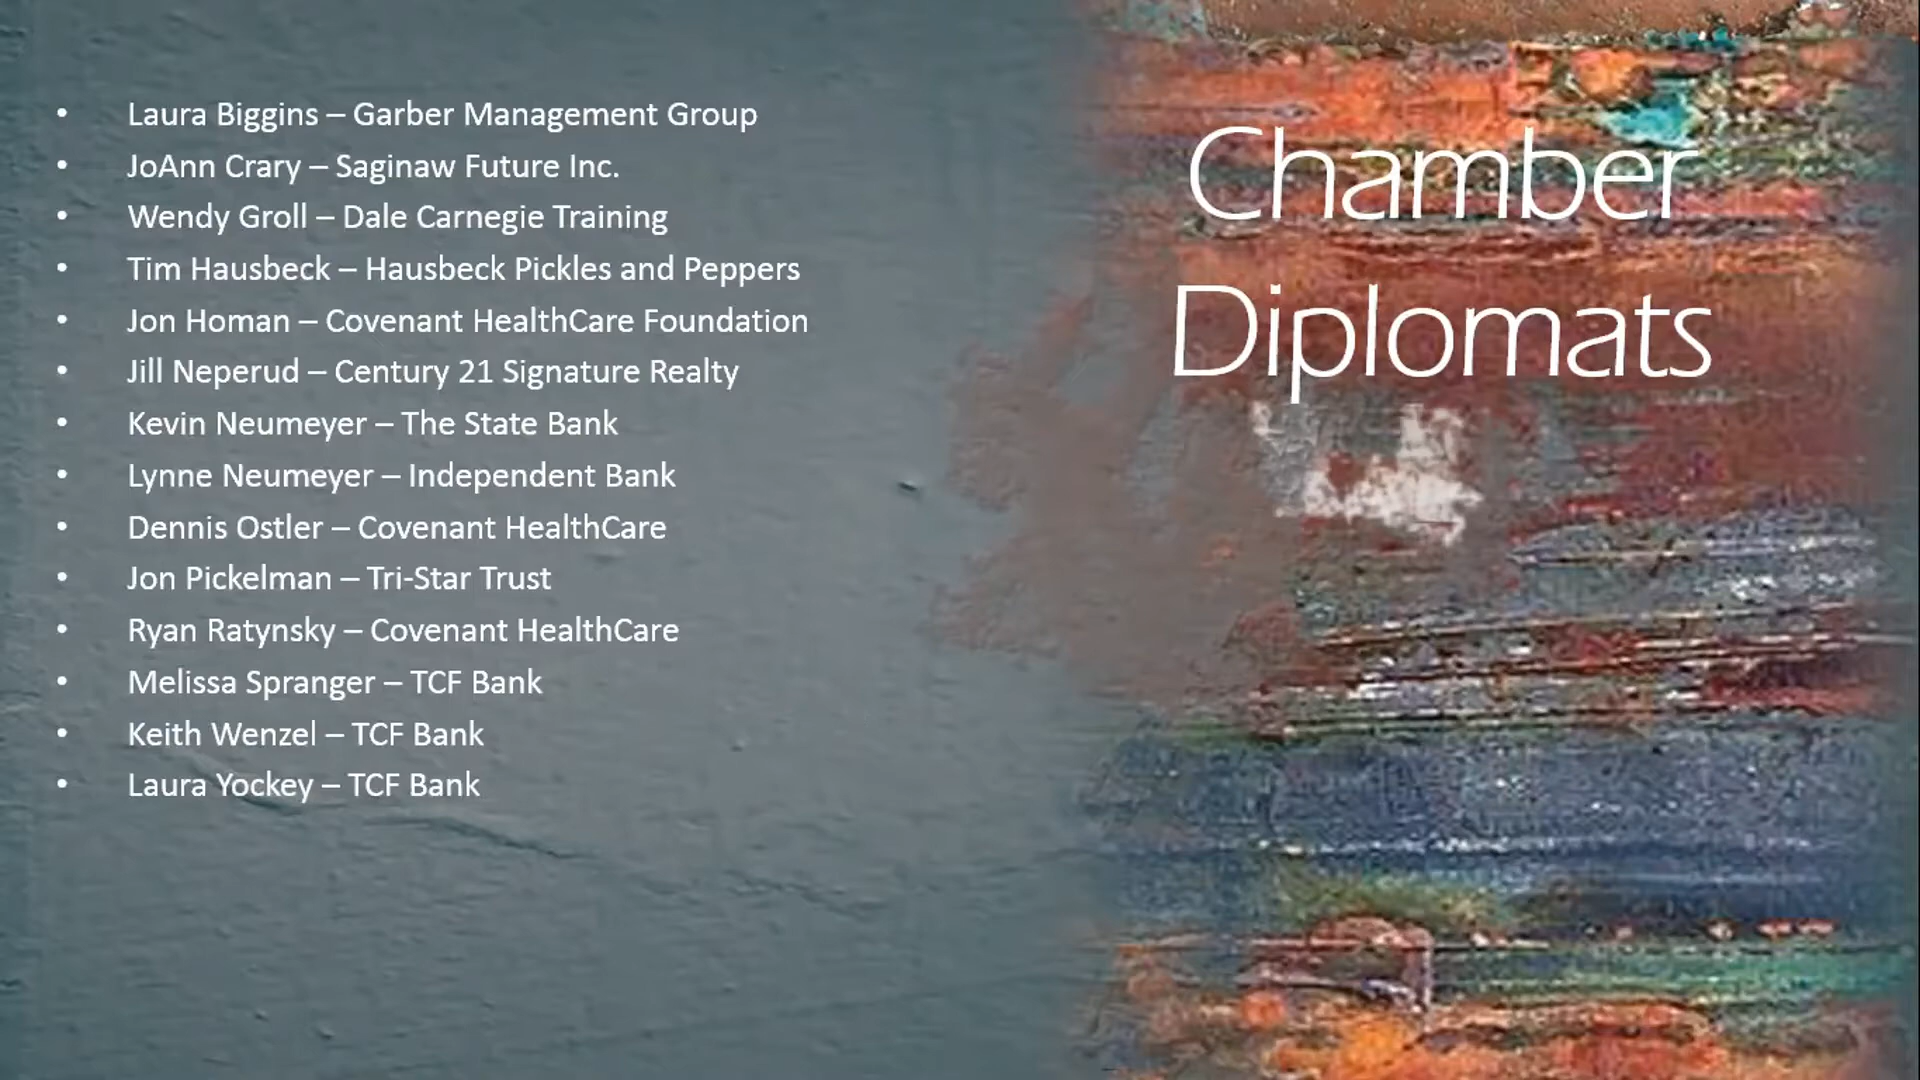 • Laura Biggins – Garber Management Group
• JoAnn Crary – Saginaw Future Inc.
• Wendy Groll – Dale Carnegie Training
• Tim Hausbeck – Hausbeck Pickles and Peppers
• Jon Homan – Covenant HealthCare Foundation
• Jill Neperud – Century 21 Signature Realty
• Kevin Neumeyer – The State Bank
• Lynne Neumeyer – Independent Bank
• Dennis Ostler – Covenant HealthCare
• Jon Pickelman – Tri-Star Trust
• Ryan Ratynsky – Covenant HealthCare
• Melissa Spranger – TCF Bank
• Keith Wenzel – TCF Bank
• Laura Yockey – TCF Bank
Chamber
Diplomats